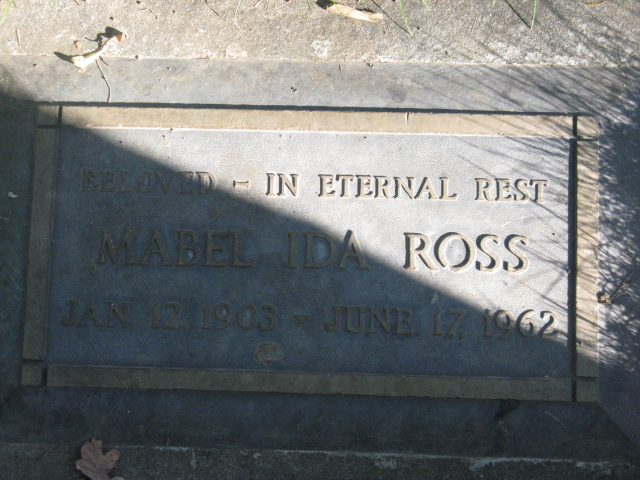 BELOVED - IN ETERNAL REST
MABEL IDA ROSS
JAN. 12, 1903 - JUNE 17, 1962